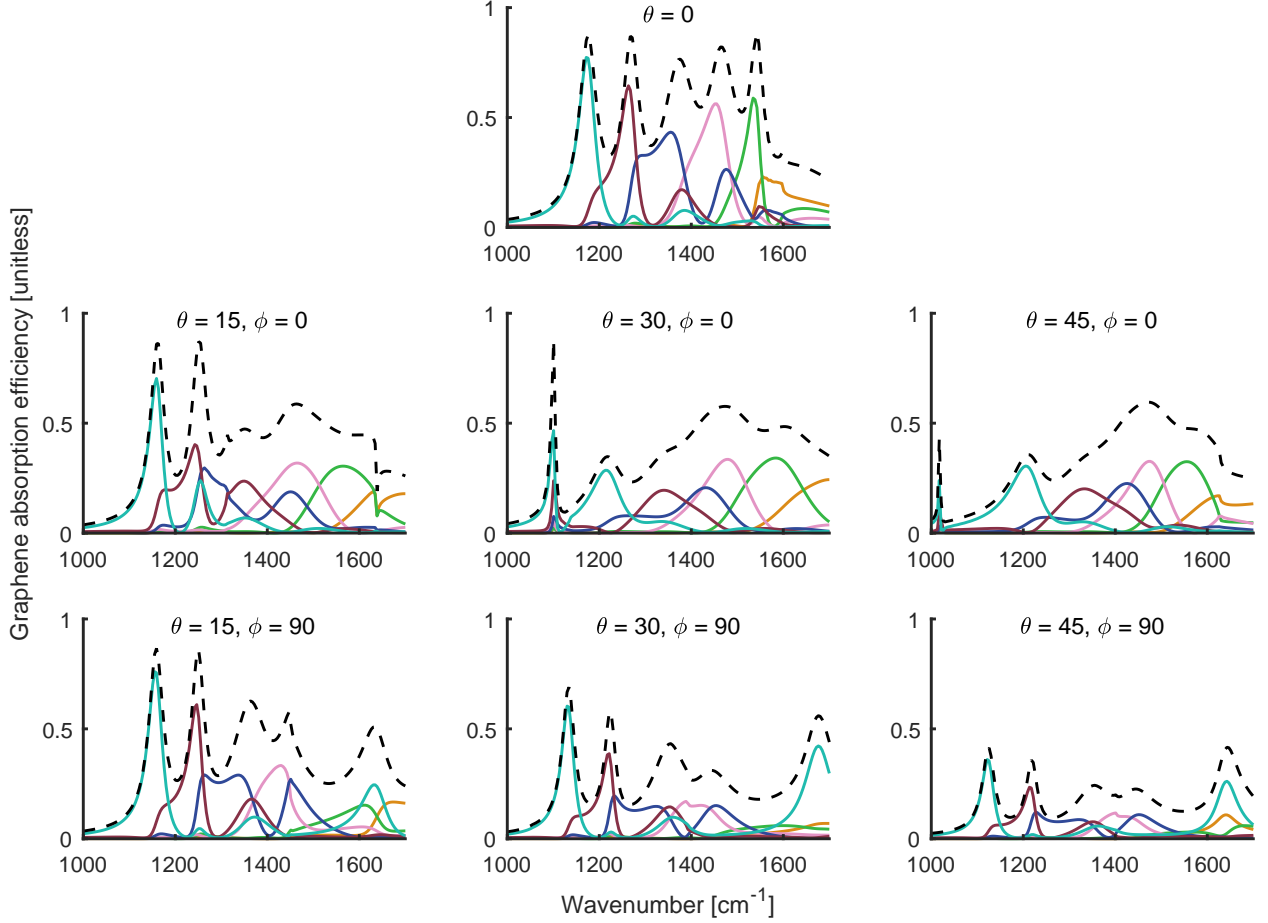 Graphene absorption efficiency [unitless]
θ = 0
1
0.5
0
1000 1200 1400 1600
Wavenumber [cm-1]
θ = 15, ϕ = 0
1
0.5
0
1000 1200 1400 1600
θ = 30, ϕ = 0
1
0.5
0
1000 1200 1400 1600
θ = 45, ϕ = 0
1
0.5
0
1000 1200 1400 1600
θ = 15, ϕ = 90
1
0.5
0
1000 1200 1400 1600
θ = 30, ϕ = 90
1
0.5
0
1000 1200 1400 1600
θ = 45, ϕ = 90
1
0.5
0
1000 1200 1400 1600
Wavenumber [cm⁻¹]